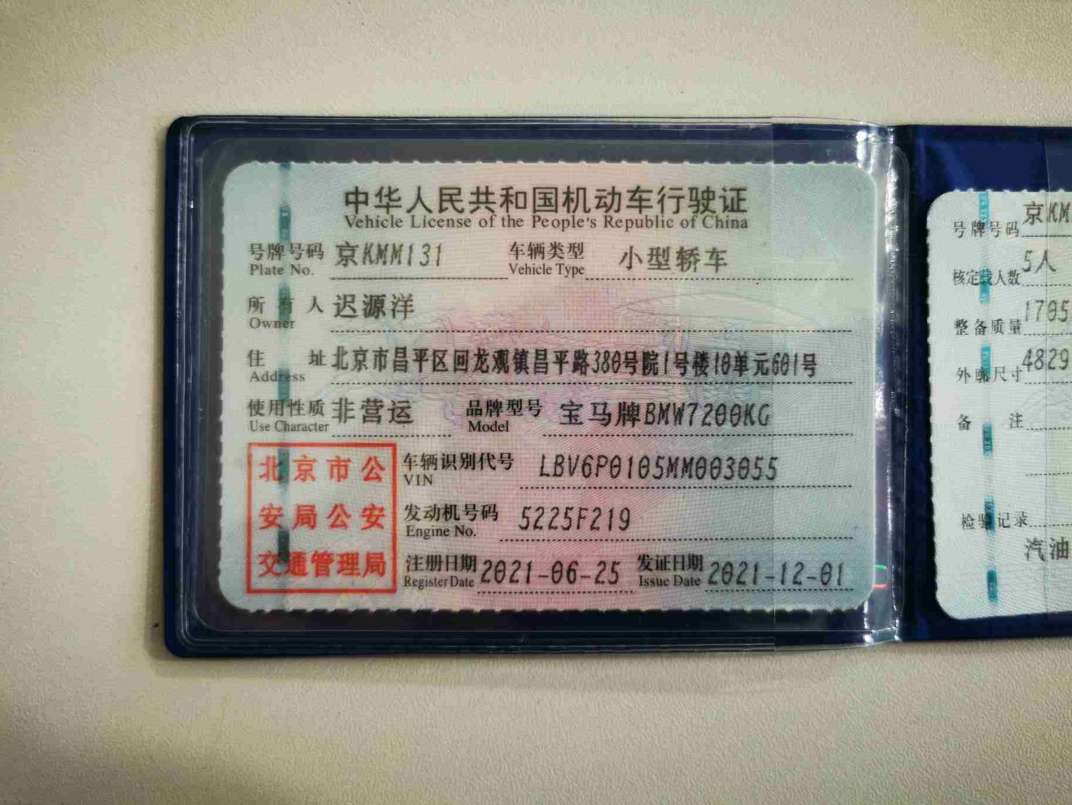 中华人民共和国机动车行驶证
Vehicle License of the People's Republic of China
号牌号码 京KMM131 车辆类型 小型轿车
Plate No. Vehicle Type
所有人 迟源洋
Owner
住址 北京市昌平区回龙观镇昌平路380号院1号楼10单元601号
Address
使用性质 非营运 品牌型号 宝马牌BMW7200KG
Use Character Model
北京市公
安局公安
交通管理局
车辆识别代号 LBV6P0105MM003055
VIN
发动机号码 5225F219
Engine No.
注册日期 2021-06-25 发证日期 2021-12-01
Register Date Issue Date
号牌号码 京KM
核定载人数 5人
整备质量 1705
外廓尺寸 4829
备注
检验记录
汽油